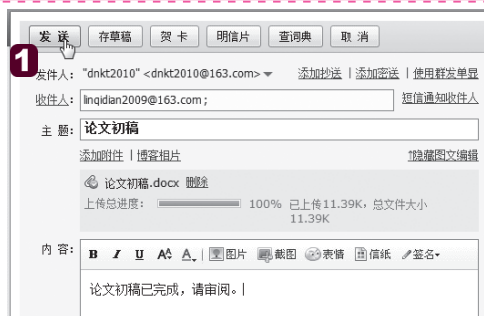 发 送 存草稿 贺 卡 明信片 查词典 取 消
1
发件人： "dnkt2010" <dnkt2010@163.com> 添加抄送 | 添加密送 | 使用群发单显
收件人： linqidian2009@163.com； 短信通知收件人
主 题： 论文初稿
添加附件 | 博客相片 隐藏图文编辑
论文初稿.docx 删除
上传总进度： 100% 已上传11.39K，总文件大小
11.39K
内 容： B I U 图片 截图 表情 信纸 签名
论文初稿已完成，请审阅。